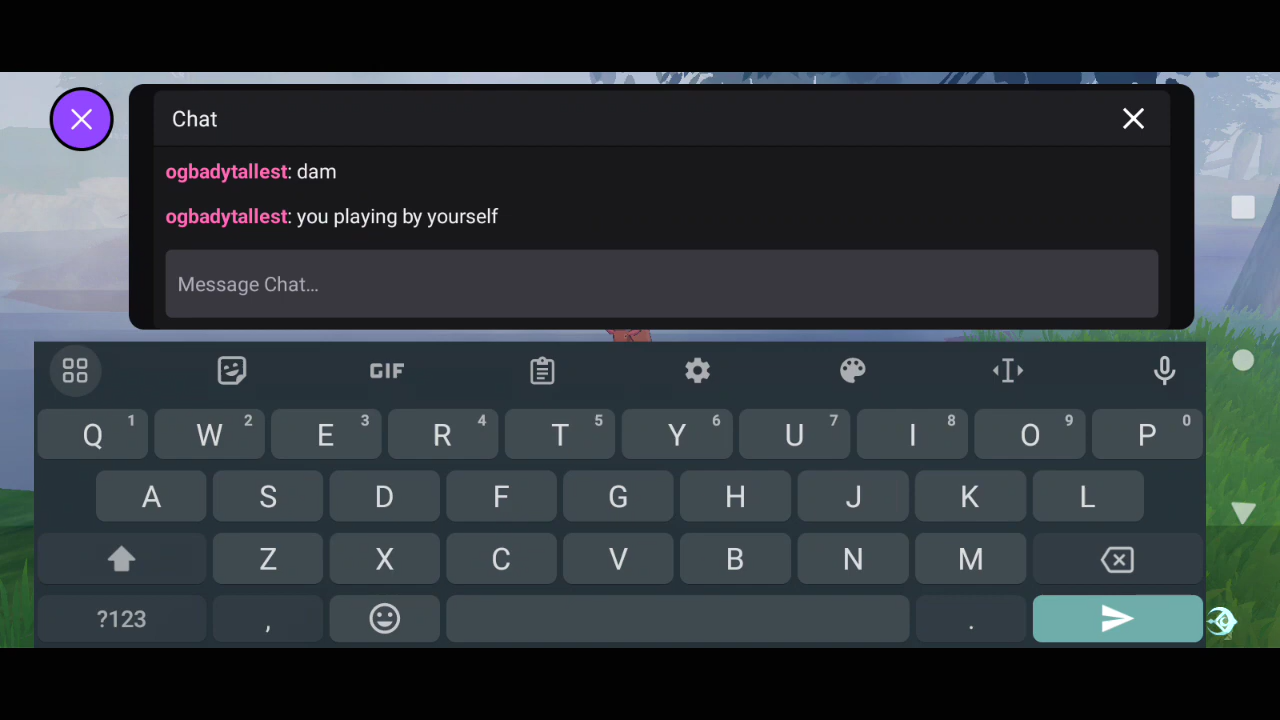 Chat
ogbadytallest: dam
ogbadytallest: you playing by yourself
Message Chat...
GIF
Q 1 W 2 E 3 R 4 T 5 Y 6 U 7 I 8 O 9 P 0
A S D F G H J K L
Z X C V B N M
?123 , .